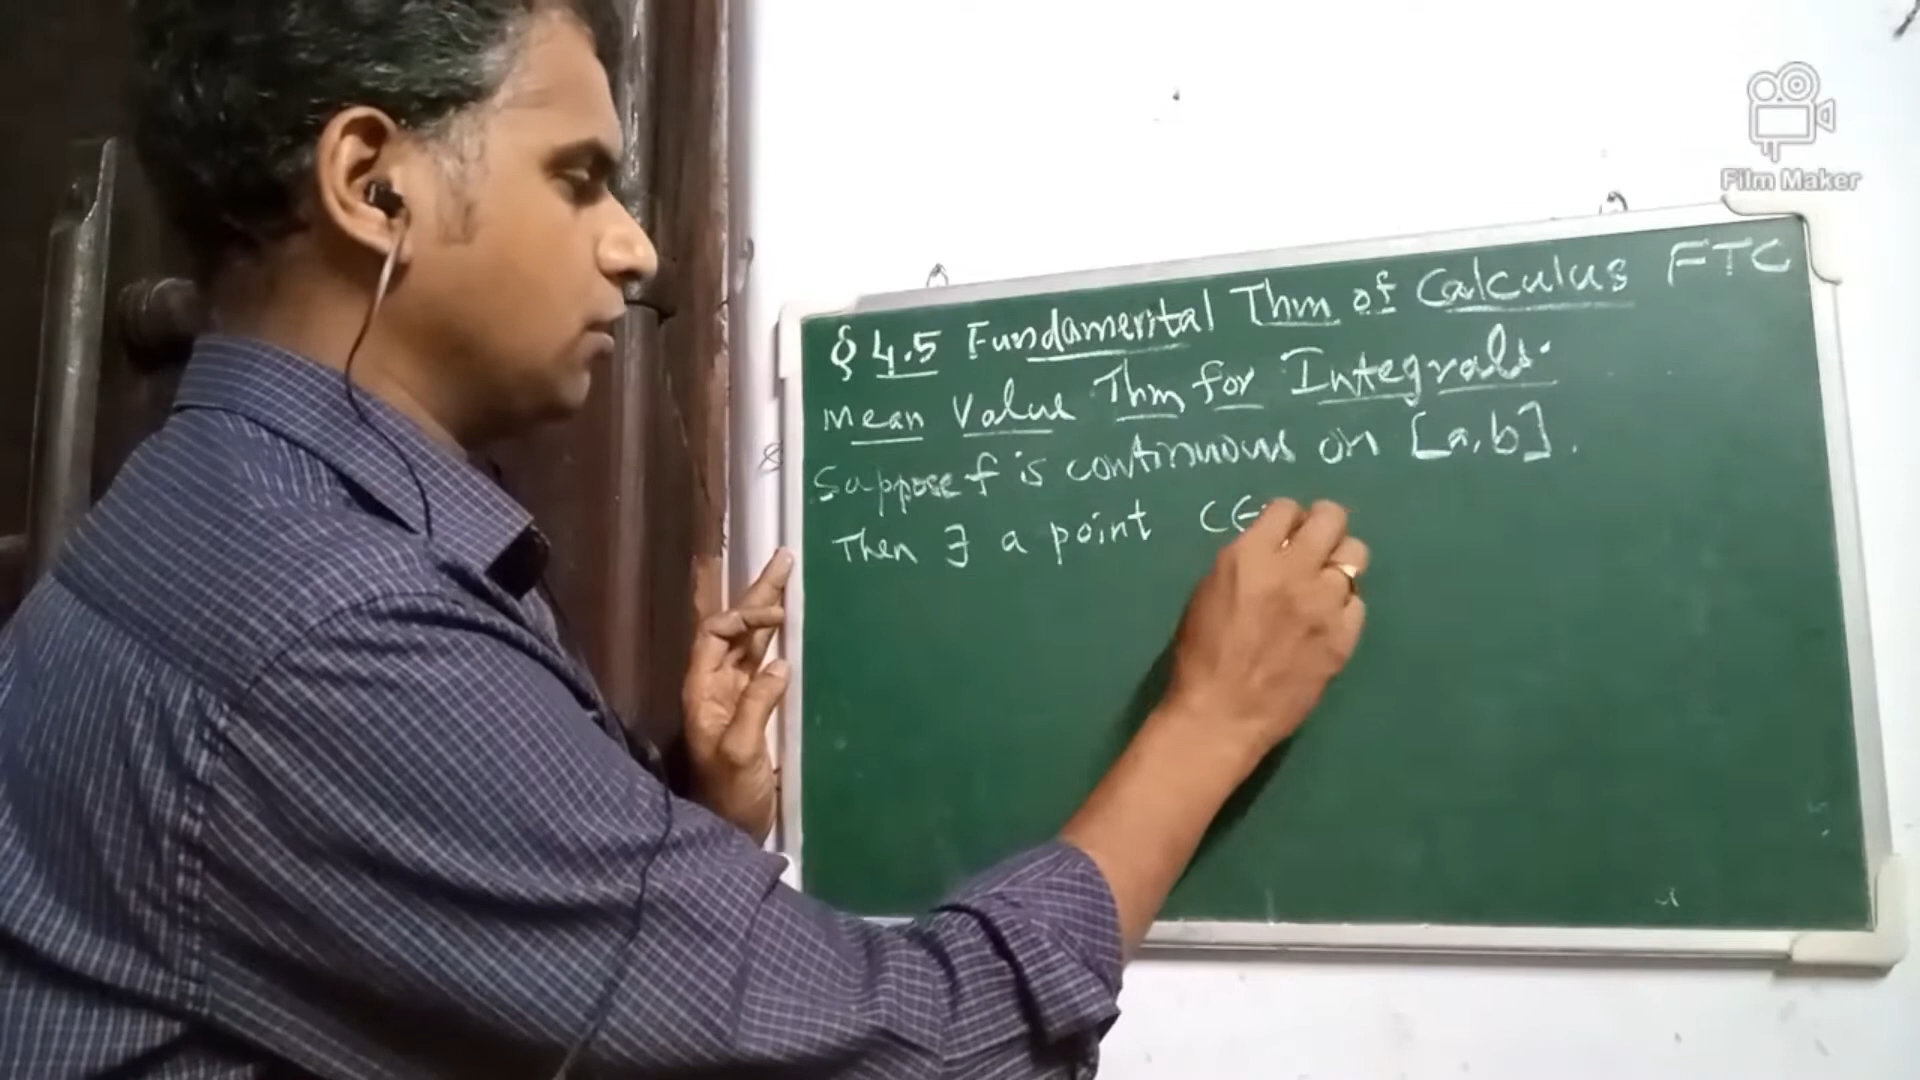 Film Maker
§ 4.5 Fundamental Thm of Calculus FTC
Mean Value Thm for Integrals.
Suppose f is continuous on [a,b].
Then ∃ a point C∈